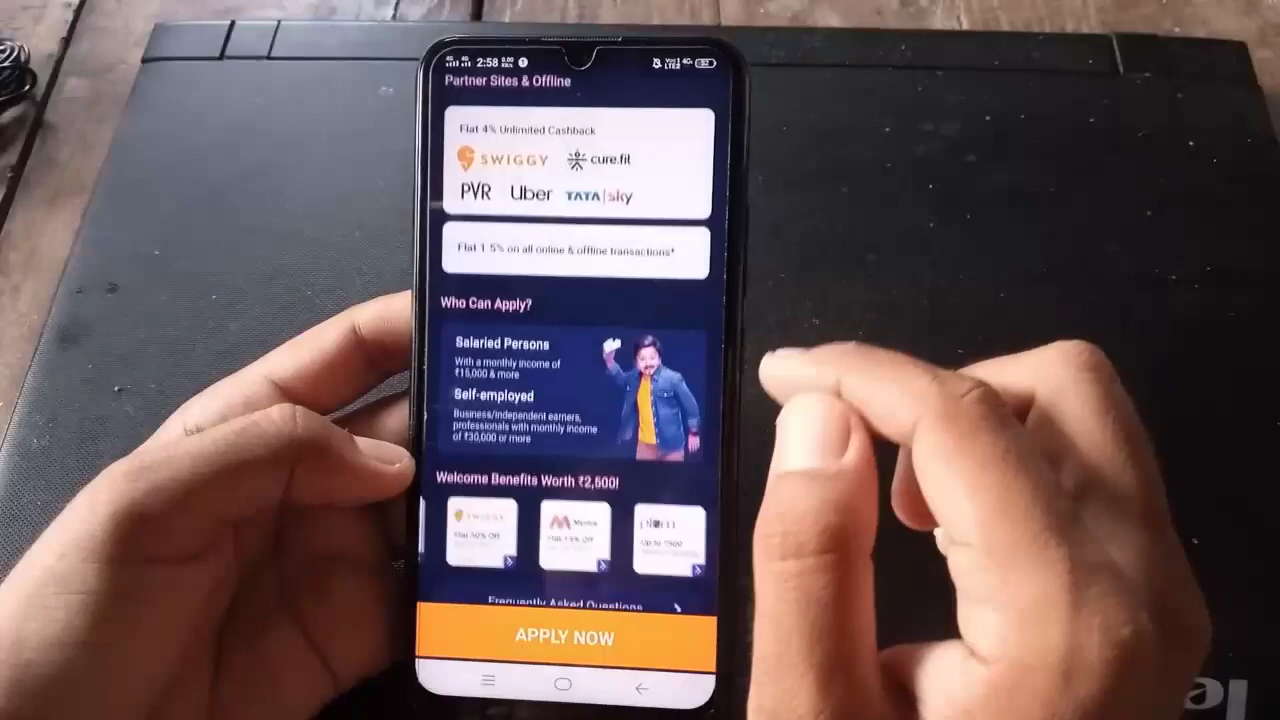 2:58
Partner Sites & Offline
Flat 4% Unlimited Cashback
SWIGGY cure.fit
PVR Uber TATA sky
Flat 1.5% on all online & offline transactions*
Who Can Apply?
Salaried Persons
With a monthly income of
₹15,000 & more
Self-employed
Business/independent earners,
professionals with monthly income
of ₹30,000 or more
Welcome Benefits Worth ₹2,500!
SWIGGY
Flat 50% Off
Myntra
Flat 15% Off
Up to ₹500
Frequently Asked Questions
APPLY NOW